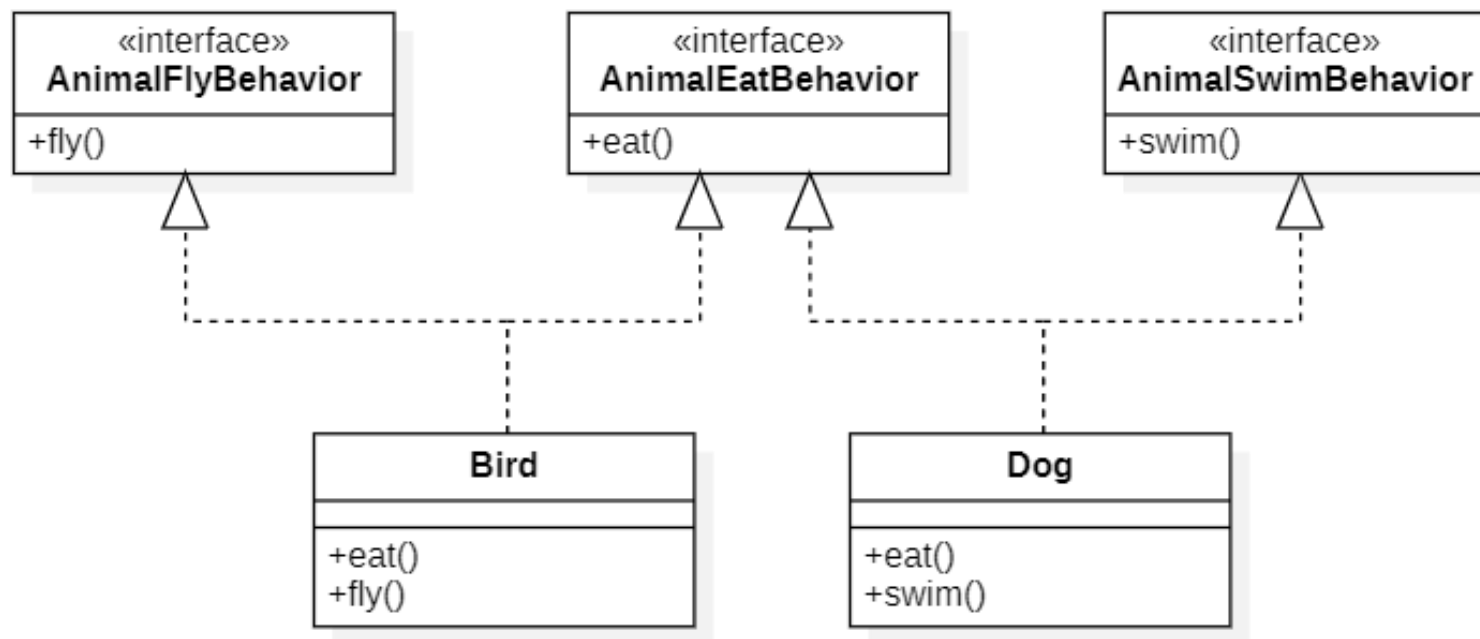 «interface»
AnimalFlyBehavior
+fly()
«interface»
AnimalEatBehavior
+eat()
«interface»
AnimalSwimBehavior
+swim()
Bird
+eat()
+fly()
Dog
+eat()
+swim()